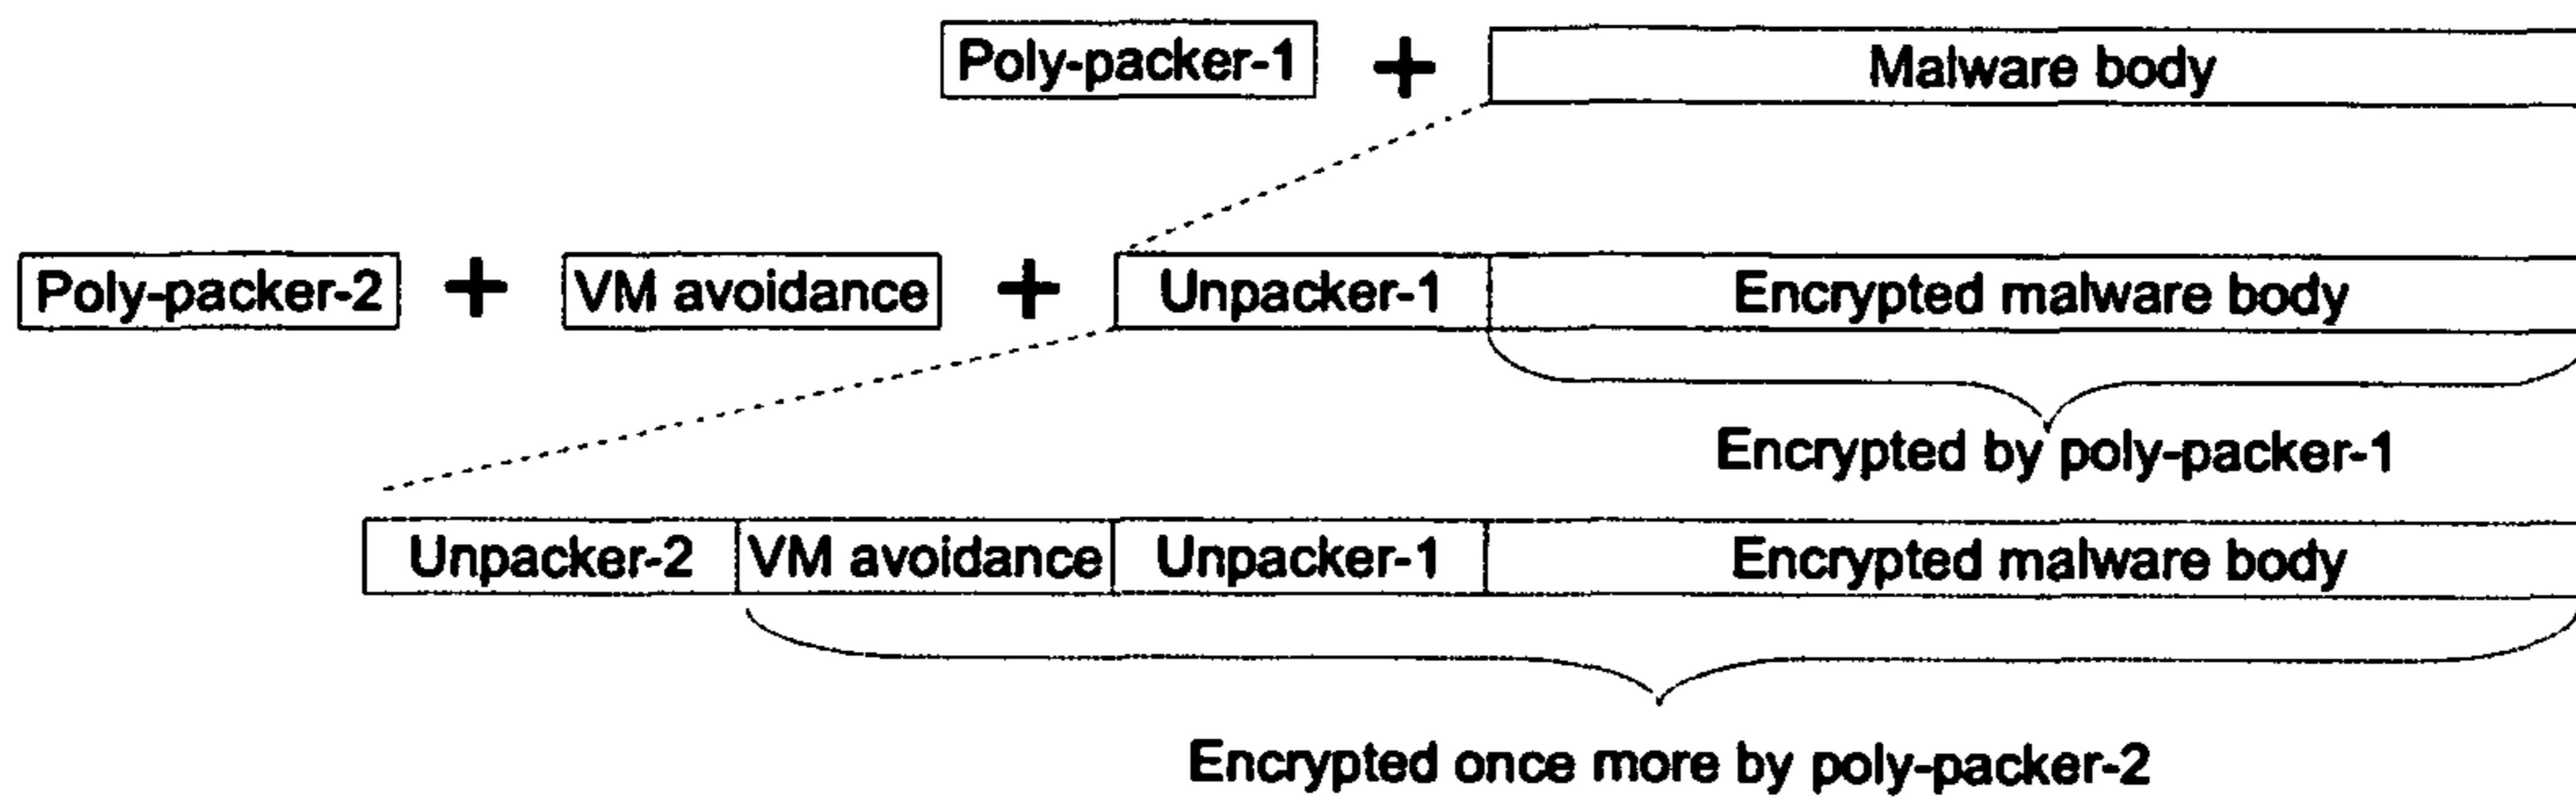 Poly-packer-1 + Malware body
Poly-packer-2 + VM avoidance + Unpacker-1 Encrypted malware body
Encrypted by poly-packer-1
Unpacker-2 VM avoidance Unpacker-1 Encrypted malware body
Encrypted once more by poly-packer-2